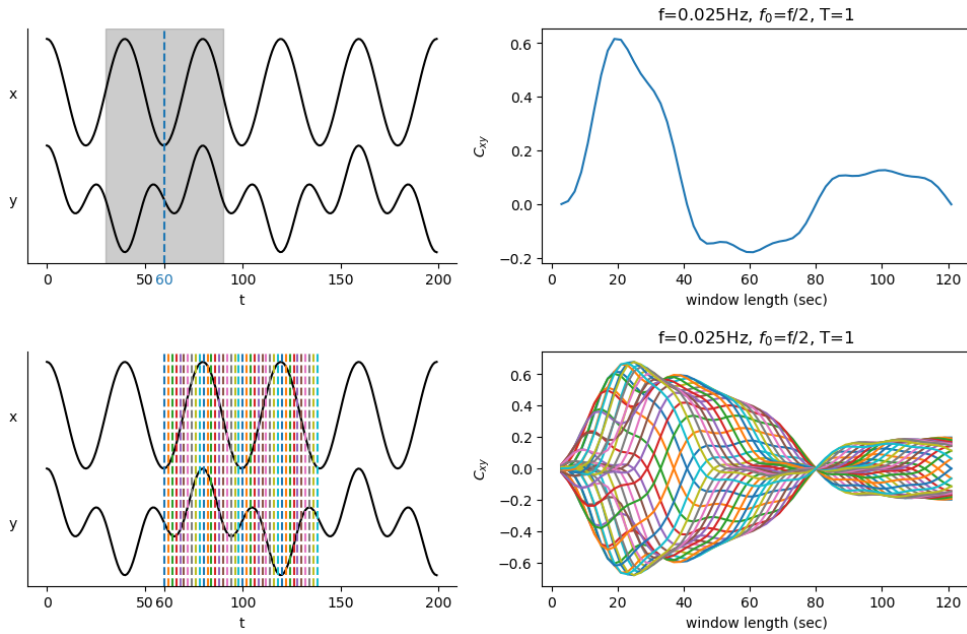 f=0.025Hz, f₀=f/2, T=1
x
y
0 50 60 100 150 200
t
0.6
0.4
0.2
0.0
−0.2
Cxy
0 20 40 60 80 100 120
window length (sec)
f=0.025Hz, f₀=f/2, T=1
x
y
0 50 60 100 150 200
t
0.6
0.4
0.2
0.0
−0.2
−0.4
−0.6
Cxy
0 20 40 60 80 100 120
window length (sec)